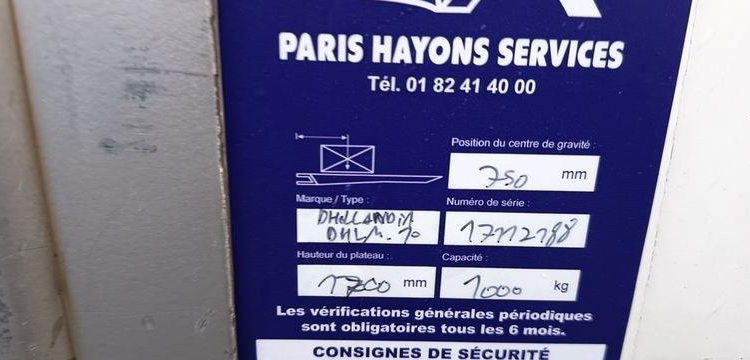 PARIS HAYONS SERVICES
Tél. 01 82 41 40 00
Position du centre de gravité :
750 mm
Marque / Type :
DHOLLANDIA
DHLM. 10
Numéro de série :
17112188
Hauteur du plateau :
1700 mm
Capacité :
1000 kg
Les vérifications générales périodiques
sont obligatoires tous les 6 mois.
CONSIGNES DE SÉCURITÉ